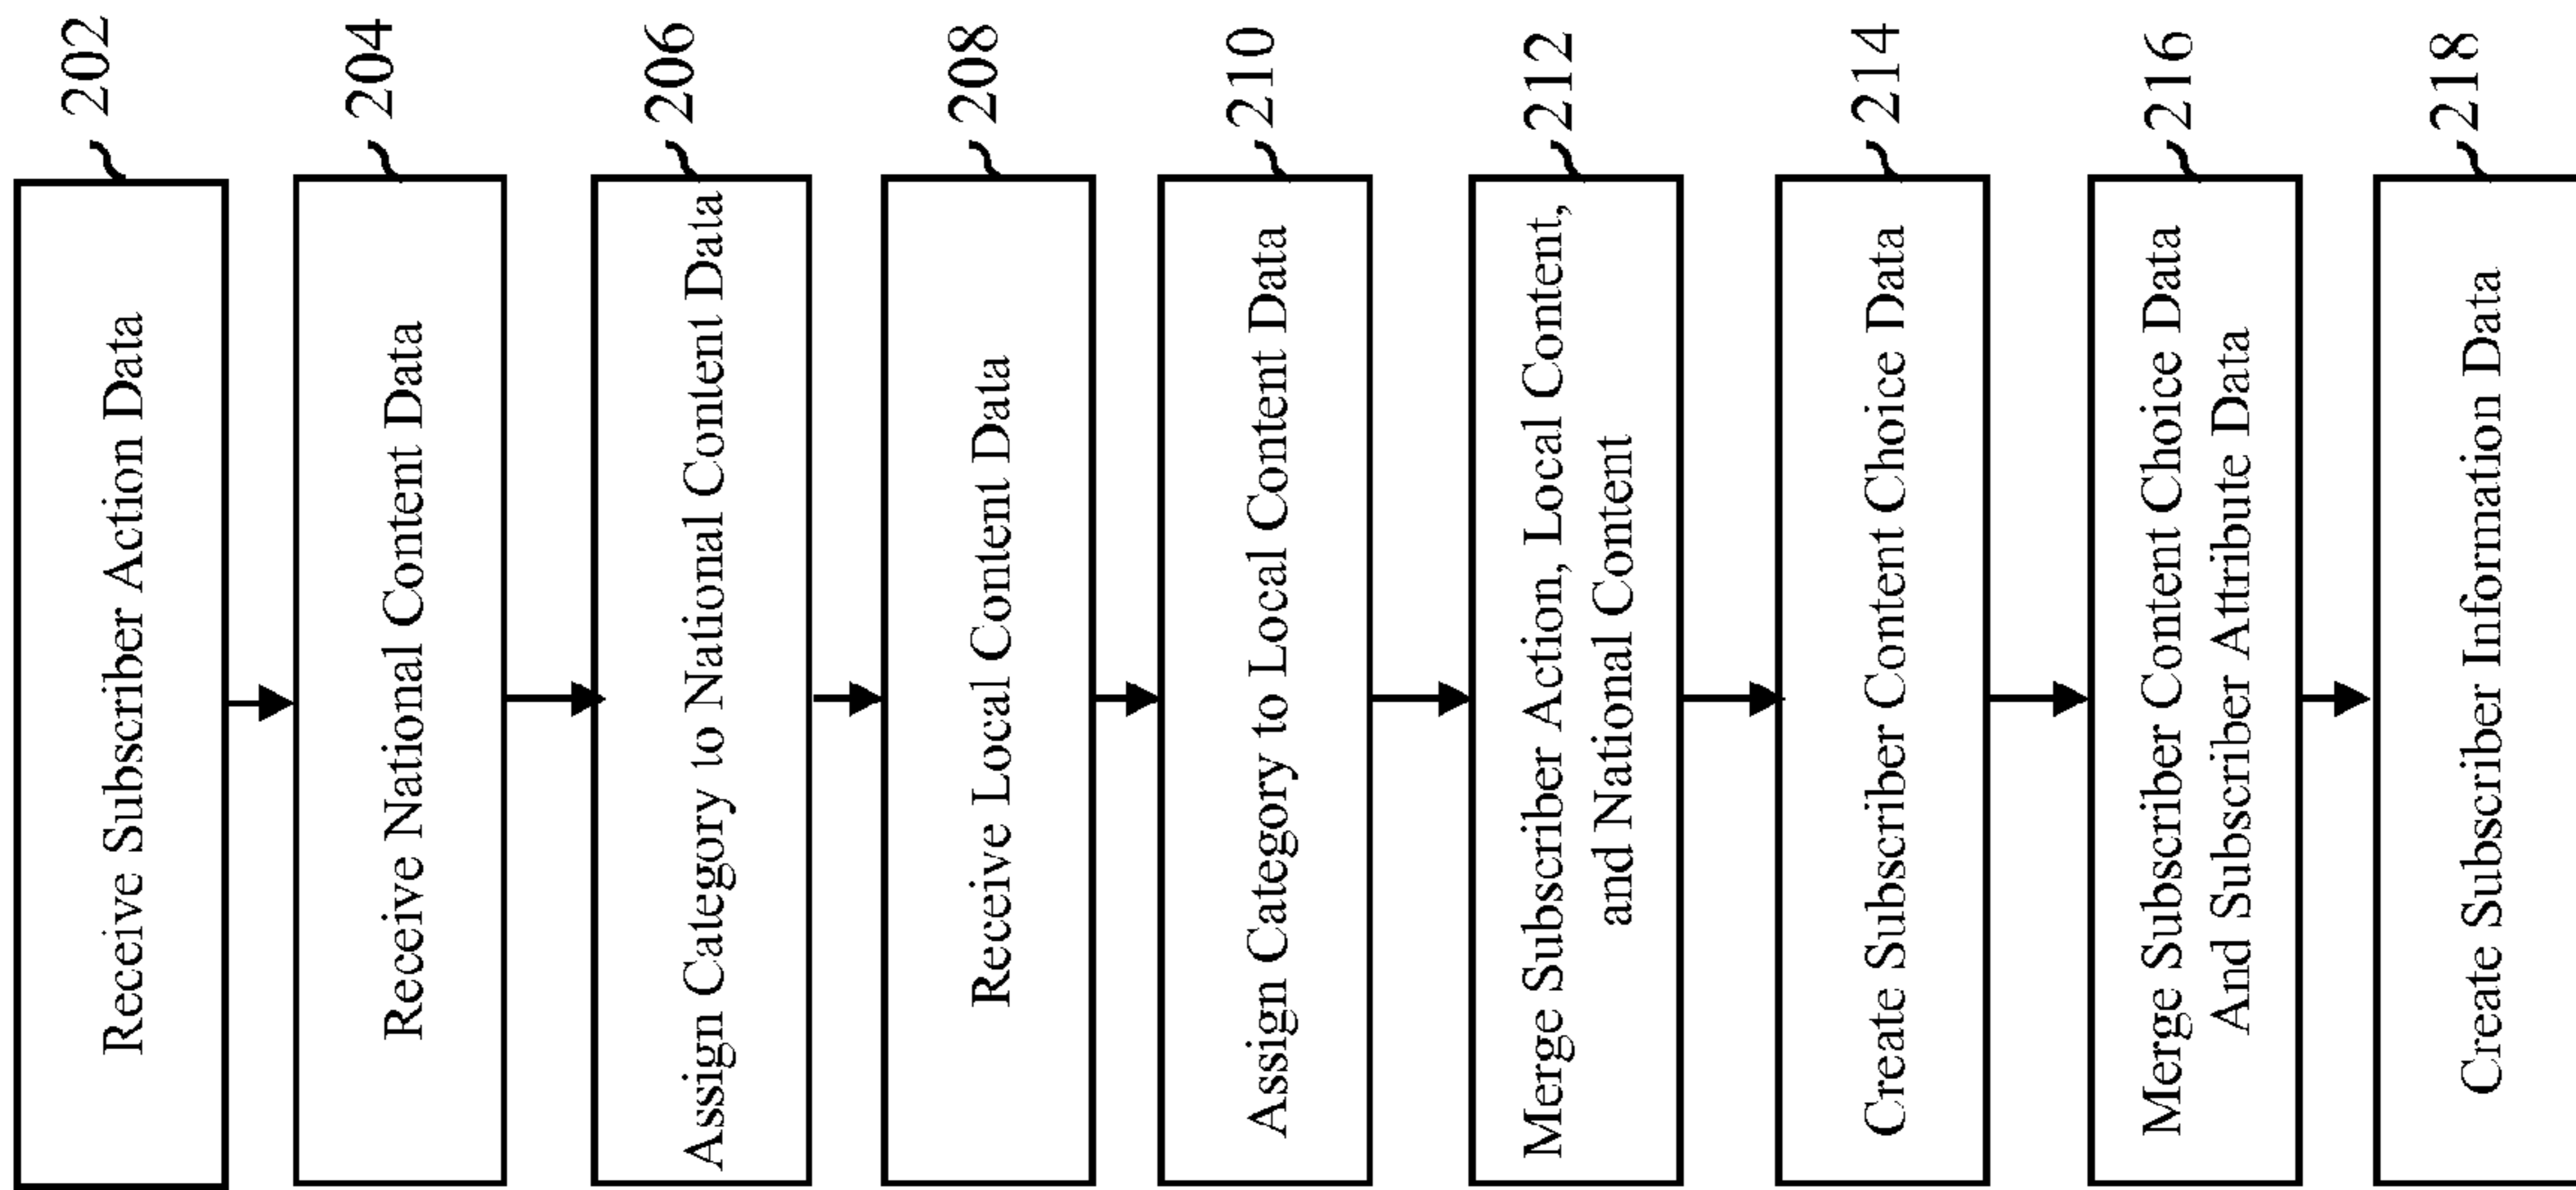 Receive Subscriber Action Data
202
Receive National Content Data
204
Assign Category to National Content Data
206
Receive Local Content Data
208
Assign Category to Local Content Data
210
Merge Subscriber Action, Local Content,
and National Content
212
Create Subscriber Content Choice Data
214
Merge Subscriber Content Choice Data
And Subscriber Attribute Data
216
Create Subscriber Information Data
218